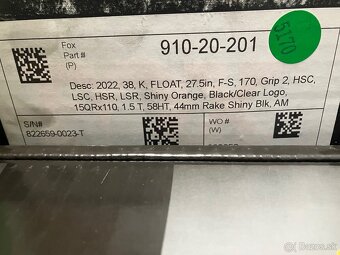 Fox
Part #
(P)
910-20-201
5170
Desc: 2022, 38, K, FLOAT, 27.5in, F-S, 170, Grip 2, HSC,
LSC, HSR, LSR, Shiny Orange, Black/Clear Logo,
15QRx110, 1.5 T, 58HT, 44mm Rake Shiny Blk, AM
S/N#
822659-0023-T
WO #
(W)
bazos.sk